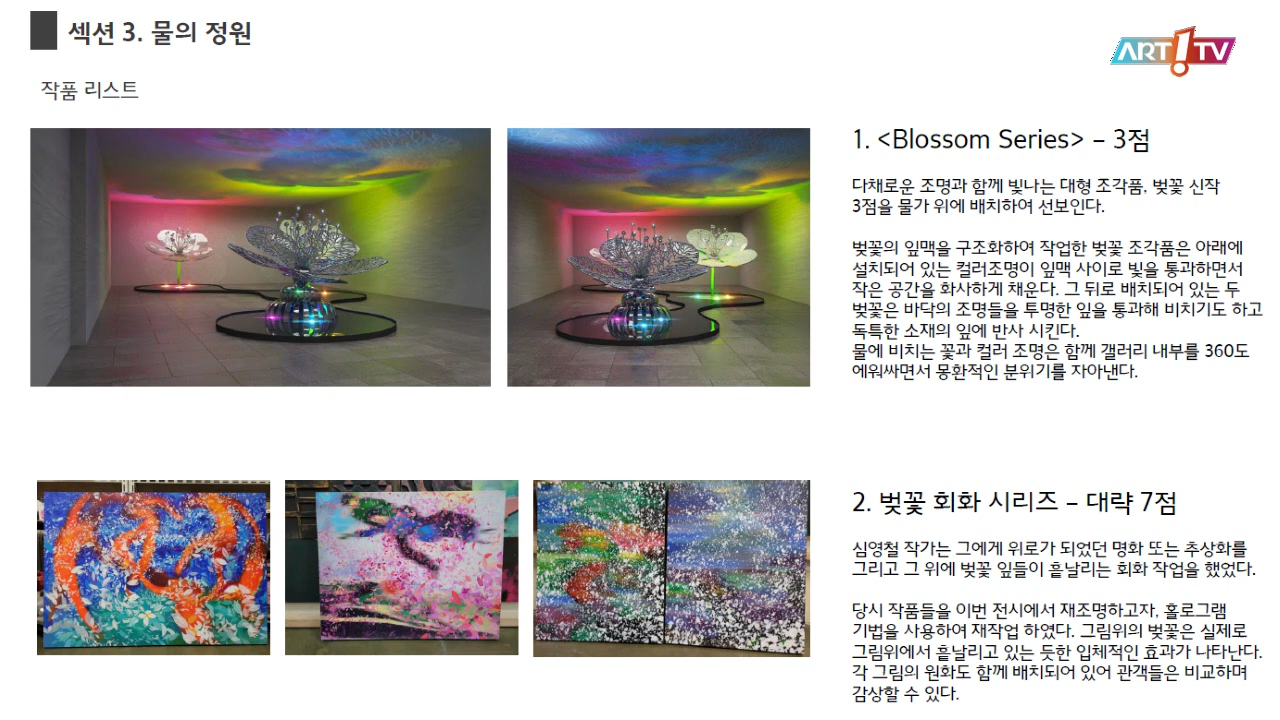 섹션 3. 물의 정원
ART!TV
작품 리스트
1. <Blossom Series> – 3점
다채로운 조명과 함께 빛나는 대형 조각품, 벚꽃 신작
3점을 물가 위에 배치하여 선보인다.
벚꽃의 잎맥을 구조화하여 작업한 벚꽃 조각품은 아래에
설치되어 있는 컬러조명이 잎맥 사이로 빛을 통과하면서
작은 공간을 화사하게 채운다. 그 뒤로 배치되어 있는 두
벚꽃은 바닥의 조명들을 투명한 잎을 통과해 비치기도 하고
독특한 소재의 잎에 반사 시킨다.
물에 비치는 꽃과 컬러 조명은 함께 갤러리 내부를 360도
에워싸면서 몽환적인 분위기를 자아낸다.
2. 벚꽃 회화 시리즈 – 대략 7점
심영철 작가는 그에게 위로가 되었던 명화 또는 추상화를
그리고 그 위에 벚꽃 잎들이 흩날리는 회화 작업을 했었다.
당시 작품들을 이번 전시에서 재조명하고자, 홀로그램
기법을 사용하여 재작업 하였다. 그림위의 벚꽃은 실제로
그림위에서 흩날리고 있는 듯한 입체적인 효과가 나타난다.
각 그림의 원화도 함께 배치되어 있어 관객들은 비교하며
감상할 수 있다.